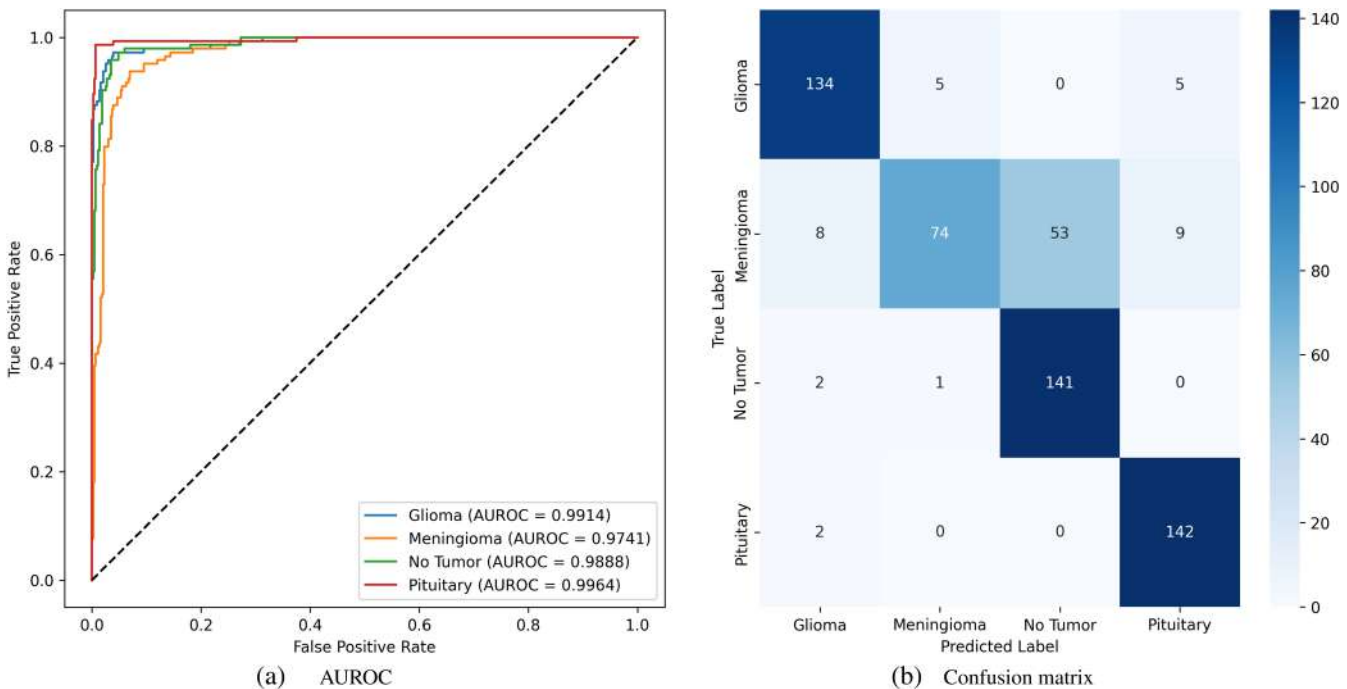 1.0
0.8
0.6
0.4
0.2
0.0
True Positive Rate
0.0 0.2 0.4 0.6 0.8 1.0
False Positive Rate
Glioma (AUROC = 0.9914)
Meningioma (AUROC = 0.9741)
No Tumor (AUROC = 0.9888)
Pituitary (AUROC = 0.9964)
(a) AUROC
True Label
Glioma
134 5 0 5
Meningioma
8 74 53 9
No Tumor
2 1 141 0
Pituitary
2 0 0 142
Glioma Meningioma No Tumor Pituitary
Predicted Label
140
120
100
80
60
40
20
0
(b) Confusion matrix